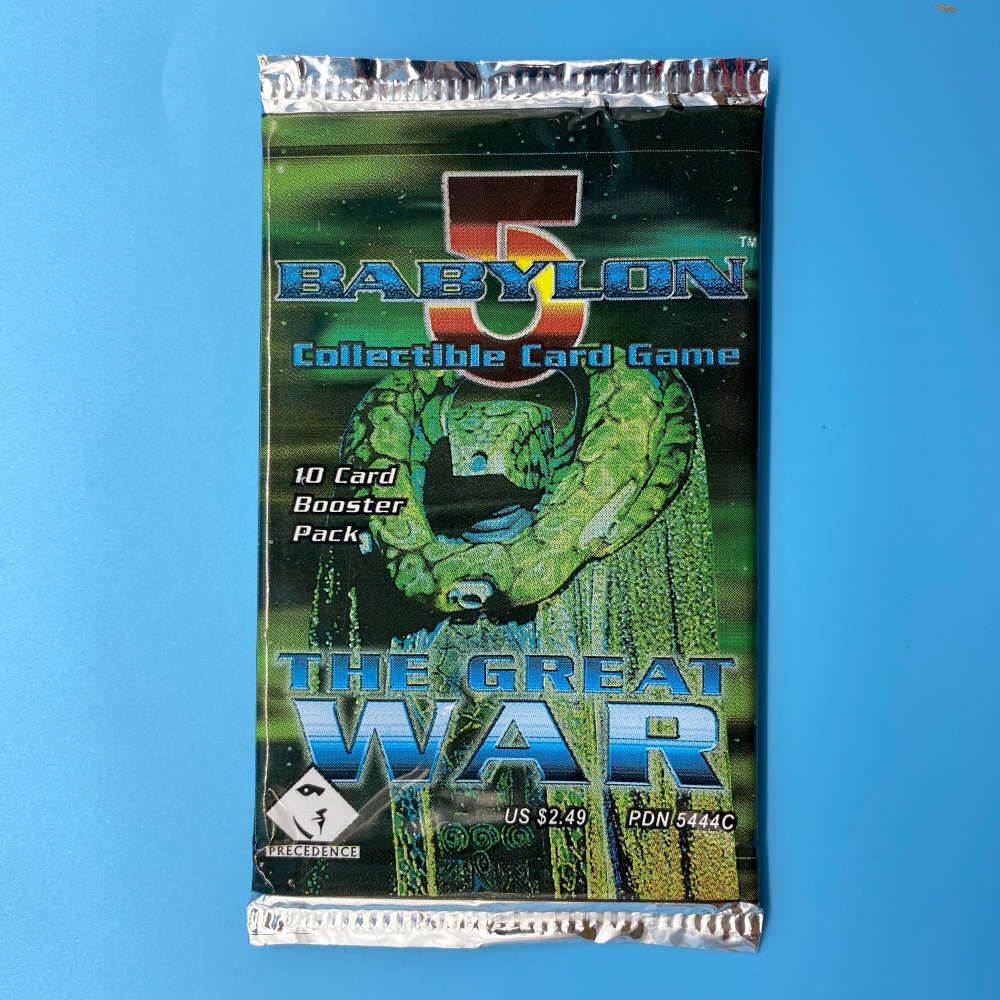 5
BABYLON
TM
Collectible Card Game
10 Card
Booster
Pack
THE GREAT
WAR
US $2.49 PDN 5444C
PRECEDENCE